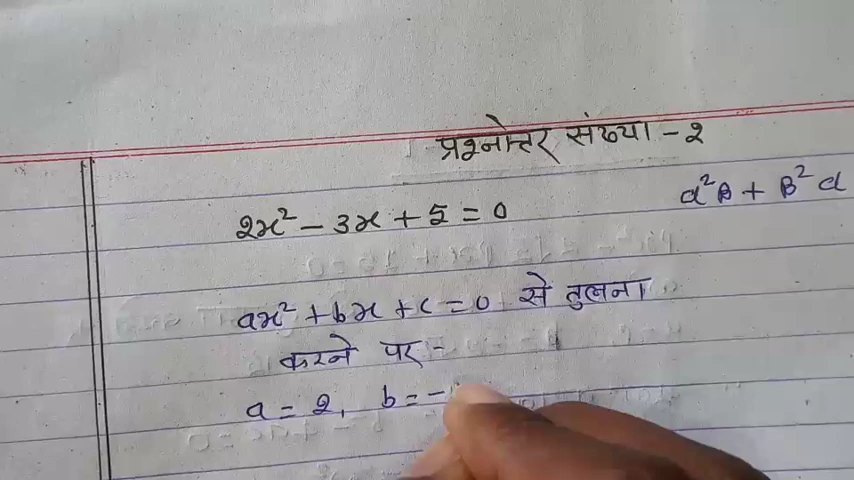 प्रश्नोत्तर संख्या - 2
2x² - 3x + 5 = 0
α²β + β²α
ax² + bx + c = 0 से तुलना
करने पर -
a = 2, b = -